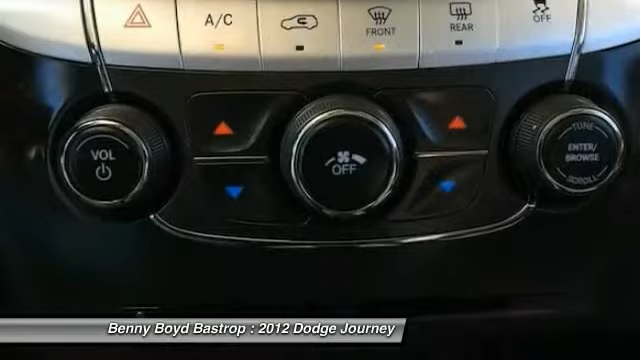 A/C
FRONT
REAR
OFF
VOL
OFF
TUNE
ENTER/
BROWSE
SCROLL
Benny Boyd Bastrop : 2012 Dodge Journey